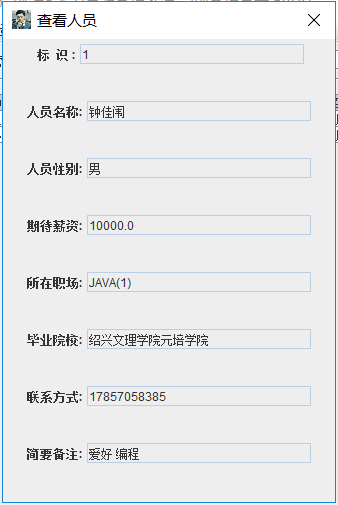 查看人员
标 识 : 1
人员名称: 钟佳闱
人员性别: 男
期待薪资: 10000.0
所在职场: JAVA(1)
毕业院校: 绍兴文理学院元培学院
联系方式: 17857058385
简要备注: 爱好 编程